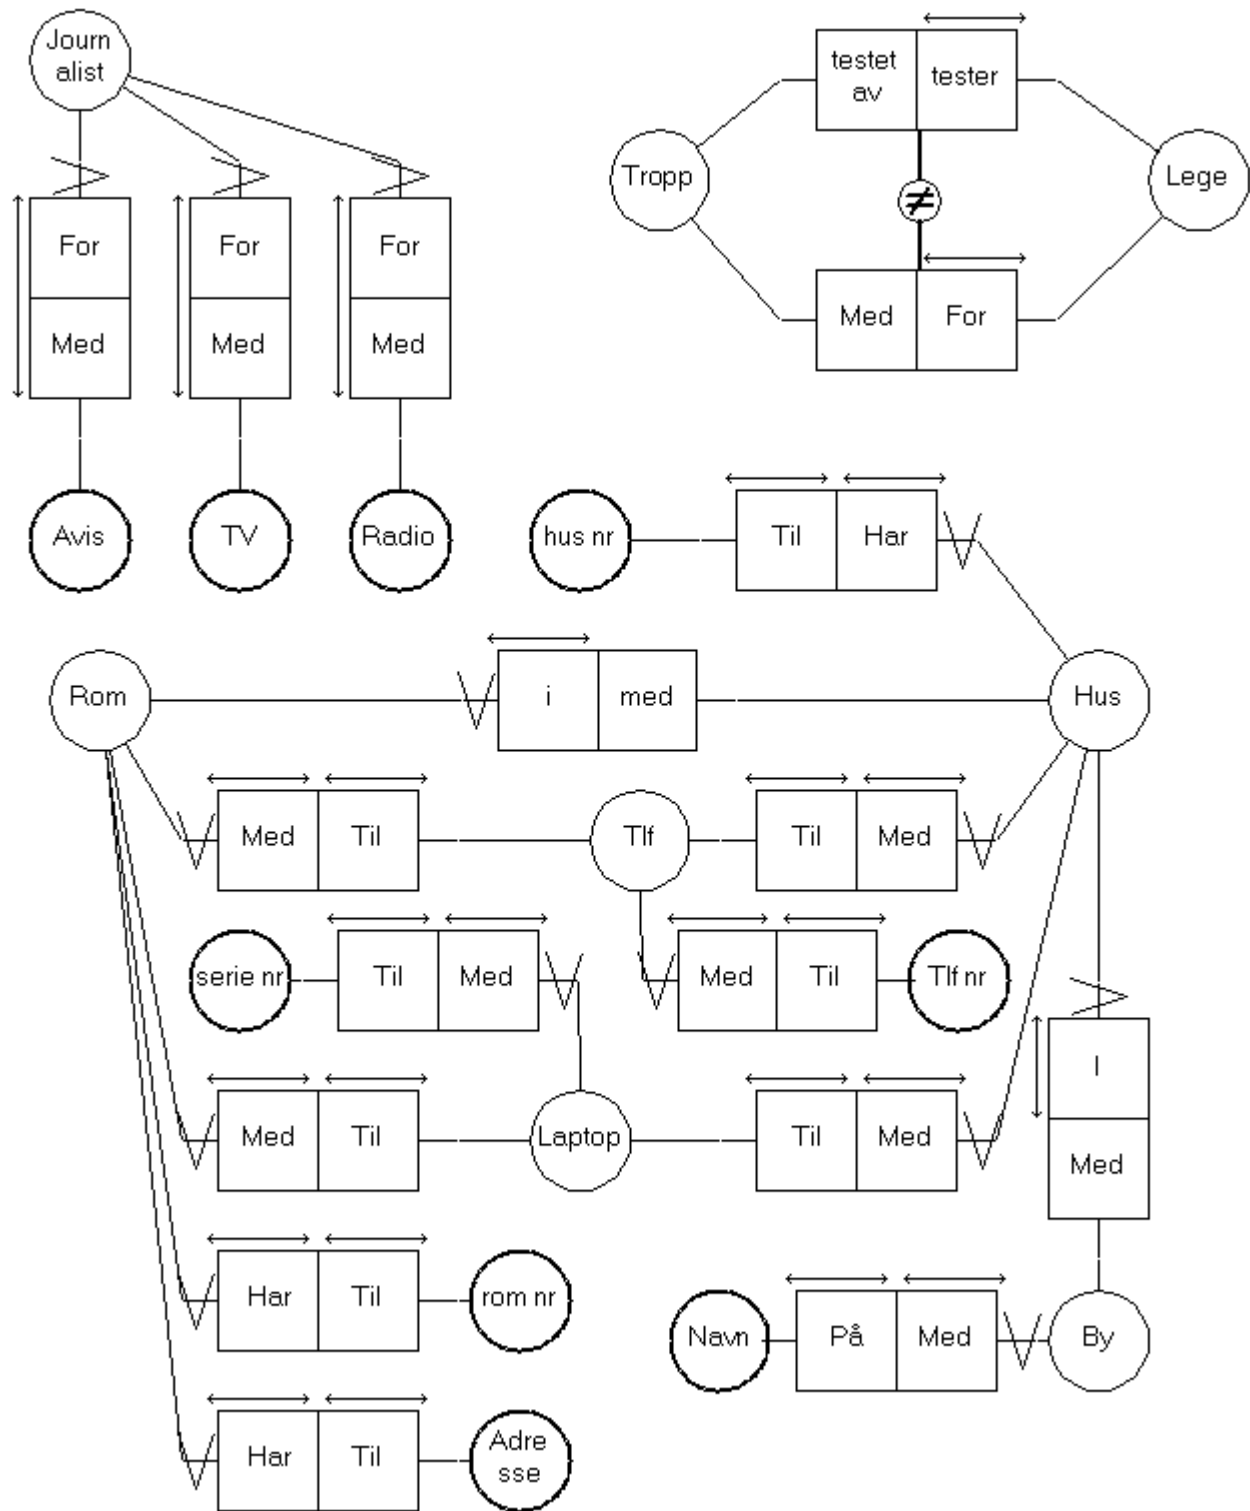 Journ
alist
testet
av
tester
Tropp
Lege
≠
For
For
For
Med
For
Med
Med
Med
Avis
TV
Radio
hus nr
Til
Har
Rom
i
med
Hus
Med
Til
Tlf
Til
Med
serie nr
Til
Med
Med
Til
Tlf nr
I
Med
Til
Laptop
Til
Med
Med
Har
Til
rom nr
Navn
På
Med
By
Har
Til
Adre
sse